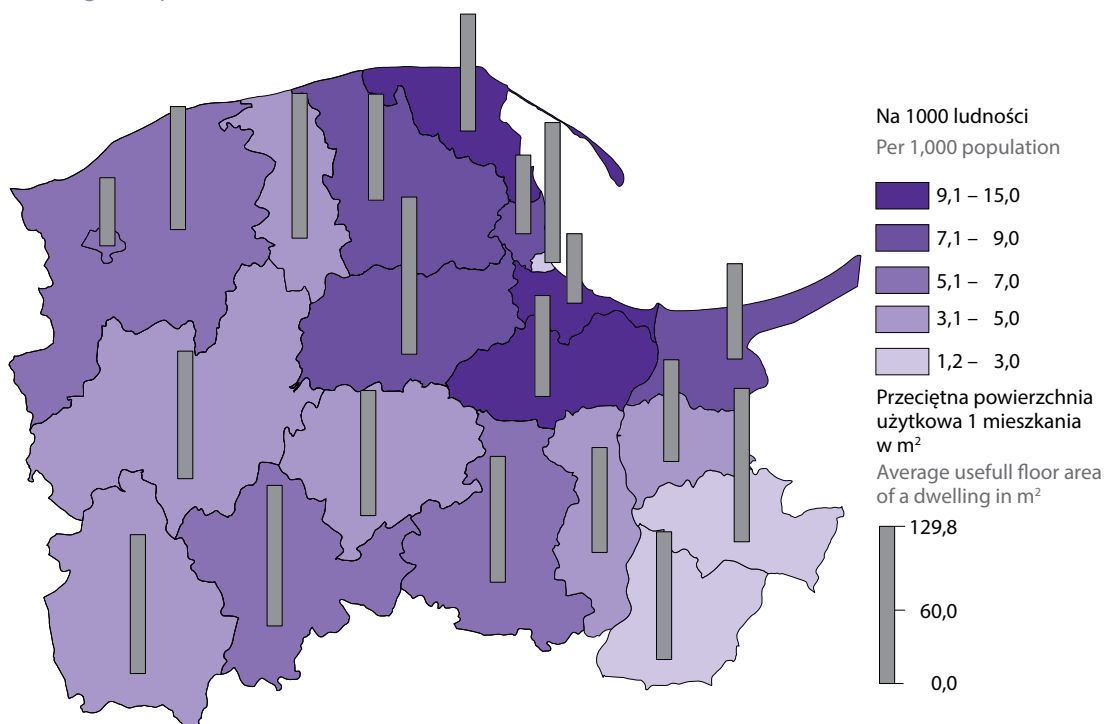 Na 1000 ludności
Per 1,000 population
9,1 – 15,0
7,1 – 9,0
5,1 – 7,0
3,1 – 5,0
1,2 – 3,0
Przeciętna powierzchnia
użytkowa 1 mieszkania
w m²
Average usefull floor area
of a dwelling in m²
129,8
60,0
0,0